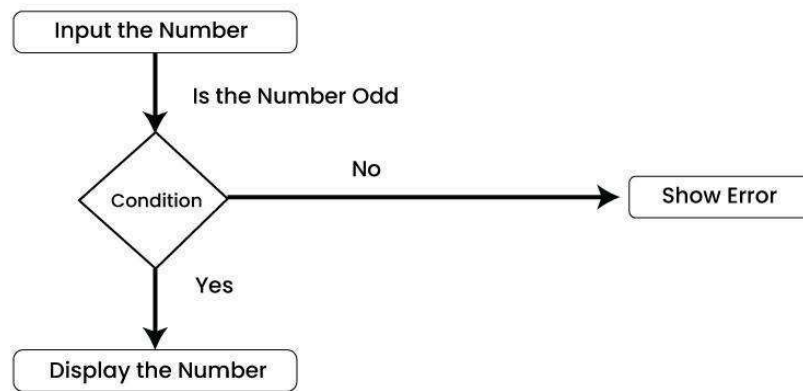 Input the Number
Is the Number Odd
No
Condition
Show Error
Yes
Display the Number